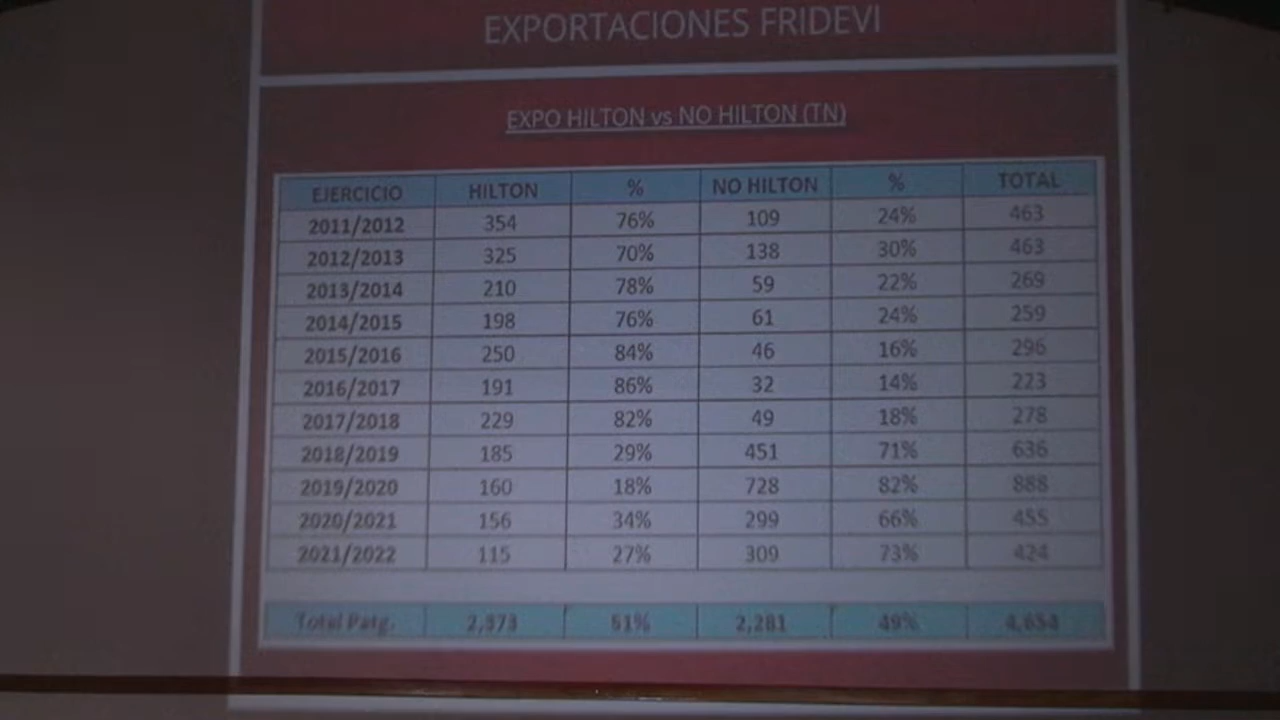 EXPORTACIONES FRIDEVI
EXPO HILTON vs NO HILTON (TN)
EJERCICIO HILTON % NO HILTON % TOTAL
2011/2012 354 76% 109 24% 463
2012/2013 325 70% 138 30% 463
2013/2014 210 78% 59 22% 269
2014/2015 198 76% 61 24% 259
2015/2016 250 84% 46 16% 296
2016/2017 191 86% 32 14% 223
2017/2018 229 82% 49 18% 278
2018/2019 185 29% 451 71% 636
2019/2020 160 18% 728 82% 888
2020/2021 156 34% 299 66% 455
2021/2022 115 27% 309 73% 424
Total Patg. 2,373 51% 2,281 49% 4,654